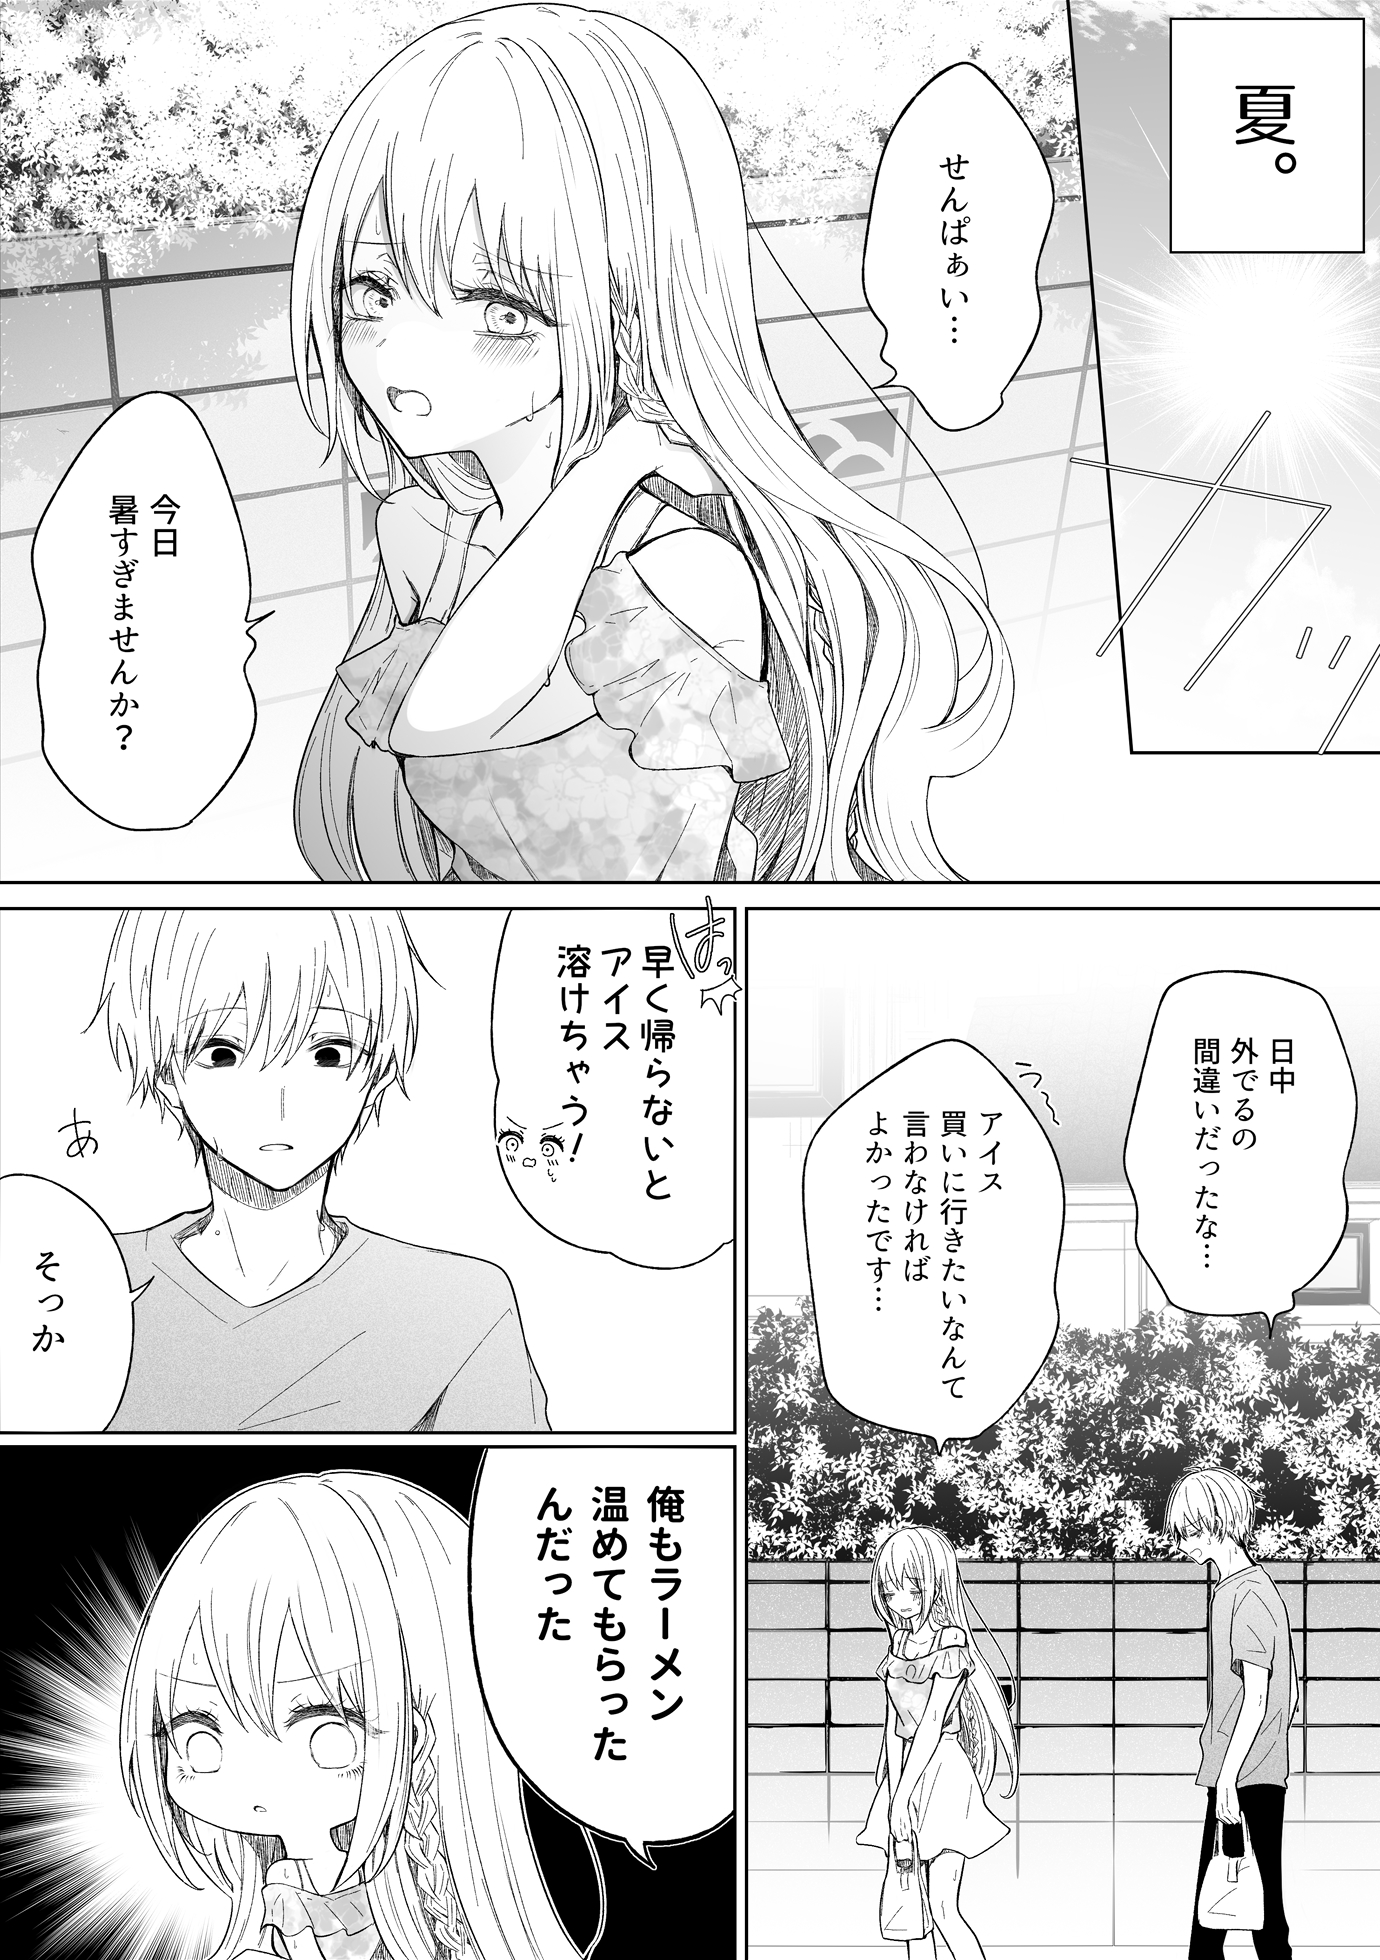 夏。
せんぱぁい…
今日
暑すぎませんか?
日中
外でるの
間違いだったな…
アイス
買いに行きたいなんて
言わなければ
よかったです…
はっ
早く帰らないと
アイス
溶けちゃう!
あ
そっか
俺もラーメン
温めてもらった
んだった